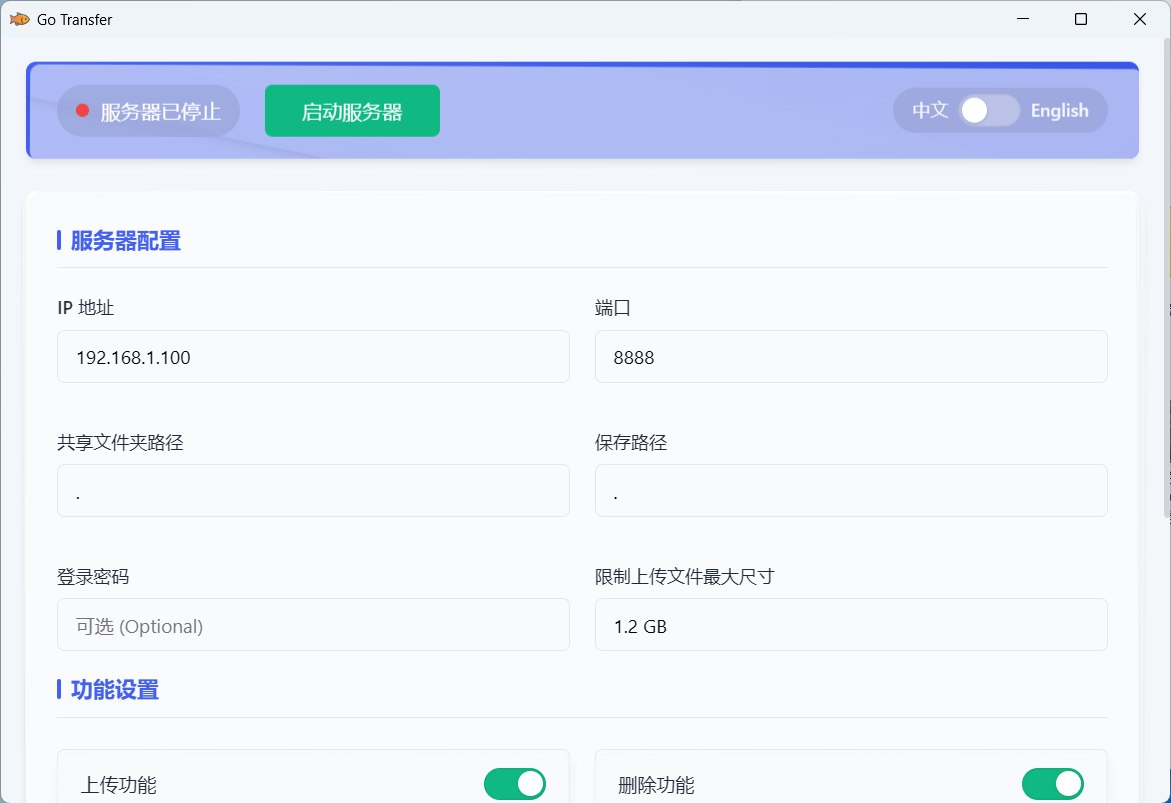 Go Transfer
服务器已停止 启动服务器 中文 English
服务器配置
IP 地址 端口
192.168.1.100 8888
共享文件夹路径 保存路径
. .
登录密码 限制上传文件最大尺寸
可选 (Optional) 1.2 GB
功能设置
上传功能 删除功能